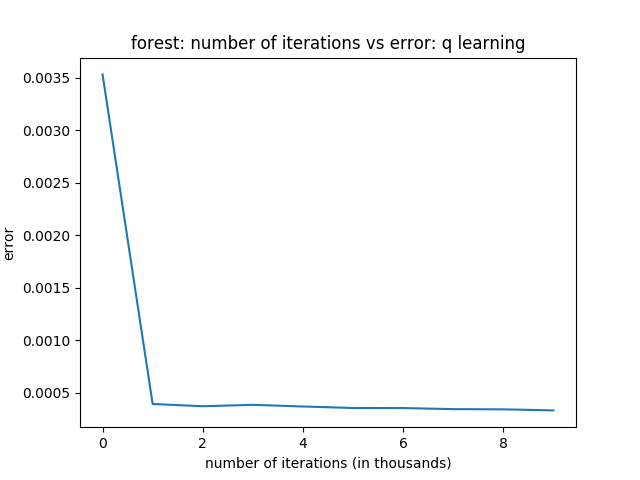 forest: number of iterations vs error: q learning
0.0035
0.0030
0.0025
0.0020
0.0015
0.0010
0.0005
error
0 2 4 6 8
number of iterations (in thousands)